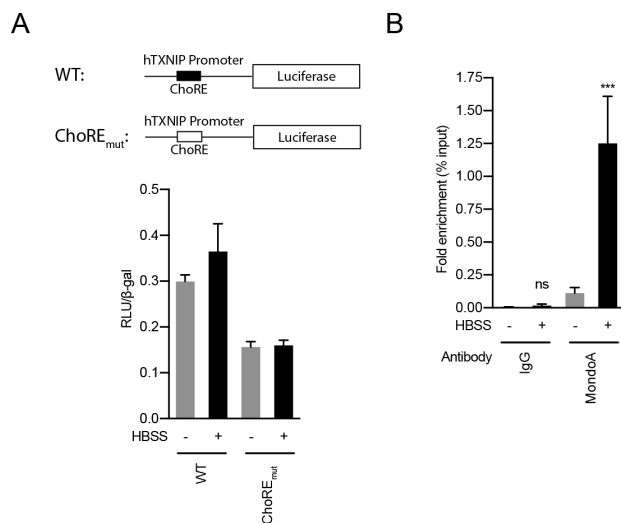 A
WT:
hTXNIP Promoter
ChoRE
Luciferase
ChoREmut:
hTXNIP Promoter
ChoRE
Luciferase
RLU/β-gal
0.5
0.4
0.3
0.2
0.1
0.0
HBSS - + - +
WT
ChoREmut
B
Fold enrichment (% input)
1.75
1.50
1.25
1.00
0.75
0.50
0.25
0.00
ns
***
HBSS - + - +
Antibody
IgG
MondoA